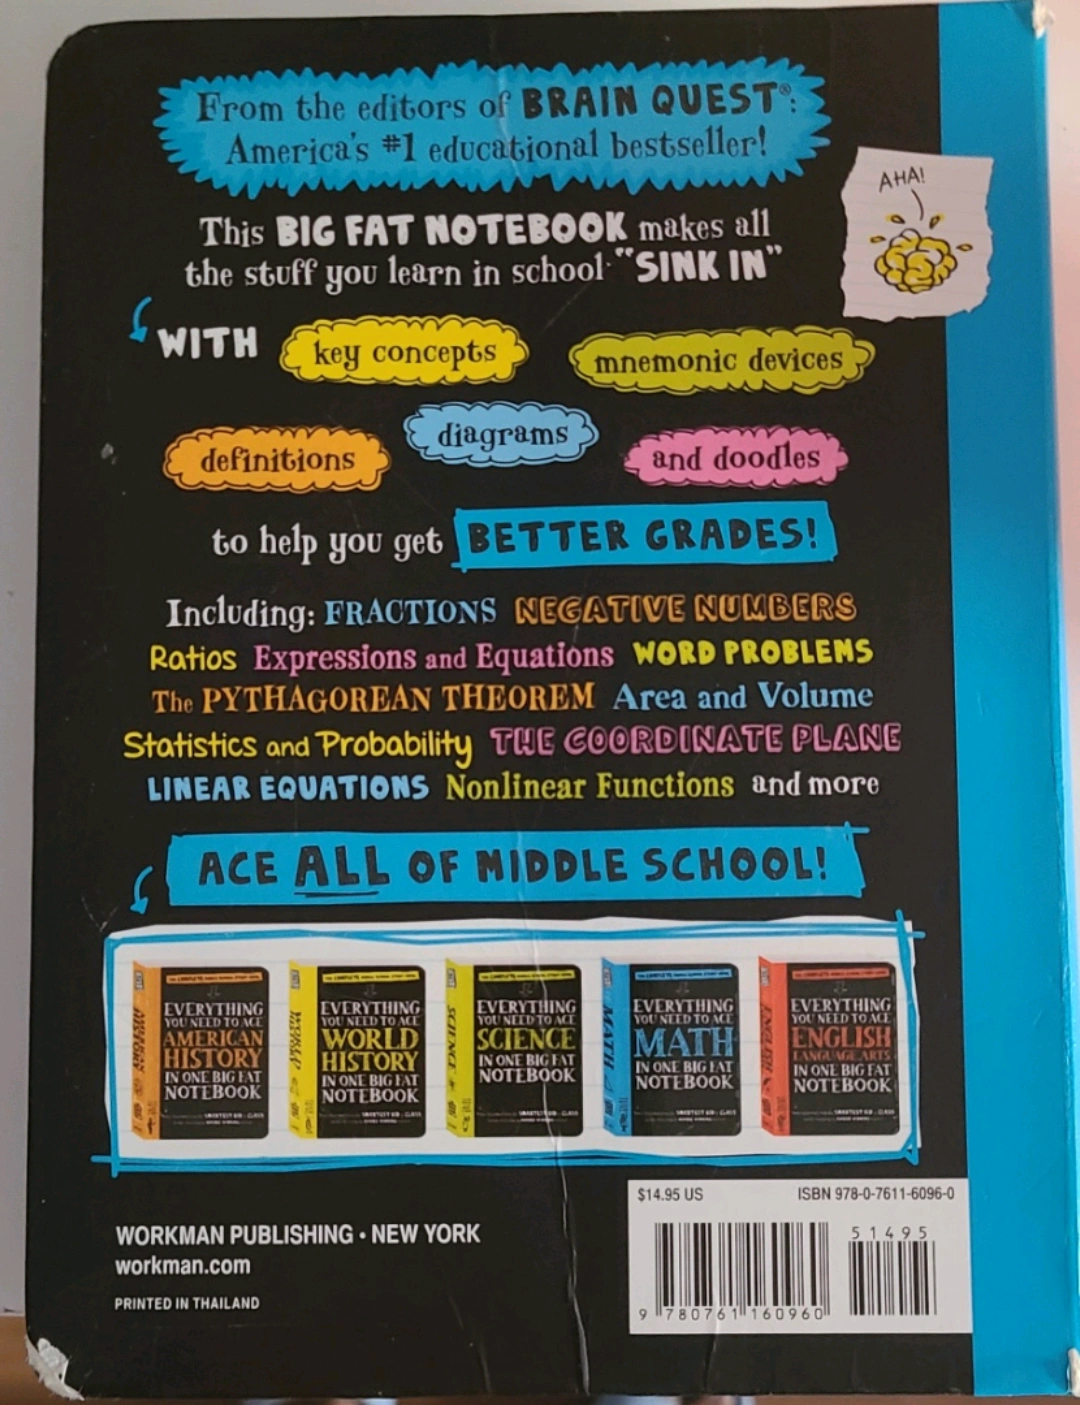 From the editors of BRAIN QUEST®:
America's #1 educational bestseller!
AHA!
This BIG FAT NOTEBOOK makes all
the stuff you learn in school "SINK IN"
WITH key concepts mnemonic devices
definitions diagrams and doodles
to help you get BETTER GRADES!
Including: FRACTIONS NEGATIVE NUMBERS
Ratios Expressions and Equations WORD PROBLEMS
The PYTHAGOREAN THEOREM Area and Volume
Statistics and Probability THE COORDINATE PLANE
LINEAR EQUATIONS Nonlinear Functions and more
ACE ALL OF MIDDLE SCHOOL!
EVERYTHING
YOU NEED TO ACE
AMERICAN
HISTORY
IN ONE BIG FAT
NOTEBOOK
AMERICAN HISTORY
EVERYTHING
YOU NEED TO ACE
WORLD
HISTORY
IN ONE BIG FAT
NOTEBOOK
WORLD HISTORY
EVERYTHING
YOU NEED TO ACE
SCIENCE
IN ONE BIG FAT
NOTEBOOK
SCIENCE
EVERYTHING
YOU NEED TO ACE
MATH
IN ONE BIG FAT
NOTEBOOK
MATH
EVERYTHING
YOU NEED TO ACE
ENGLISH
LANGUAGE ARTS
IN ONE BIG FAT
NOTEBOOK
ENGLISH
$14.95 US ISBN 978-0-7611-6096-0
51495
9 780761 160960
WORKMAN PUBLISHING • NEW YORK
workman.com
PRINTED IN THAILAND